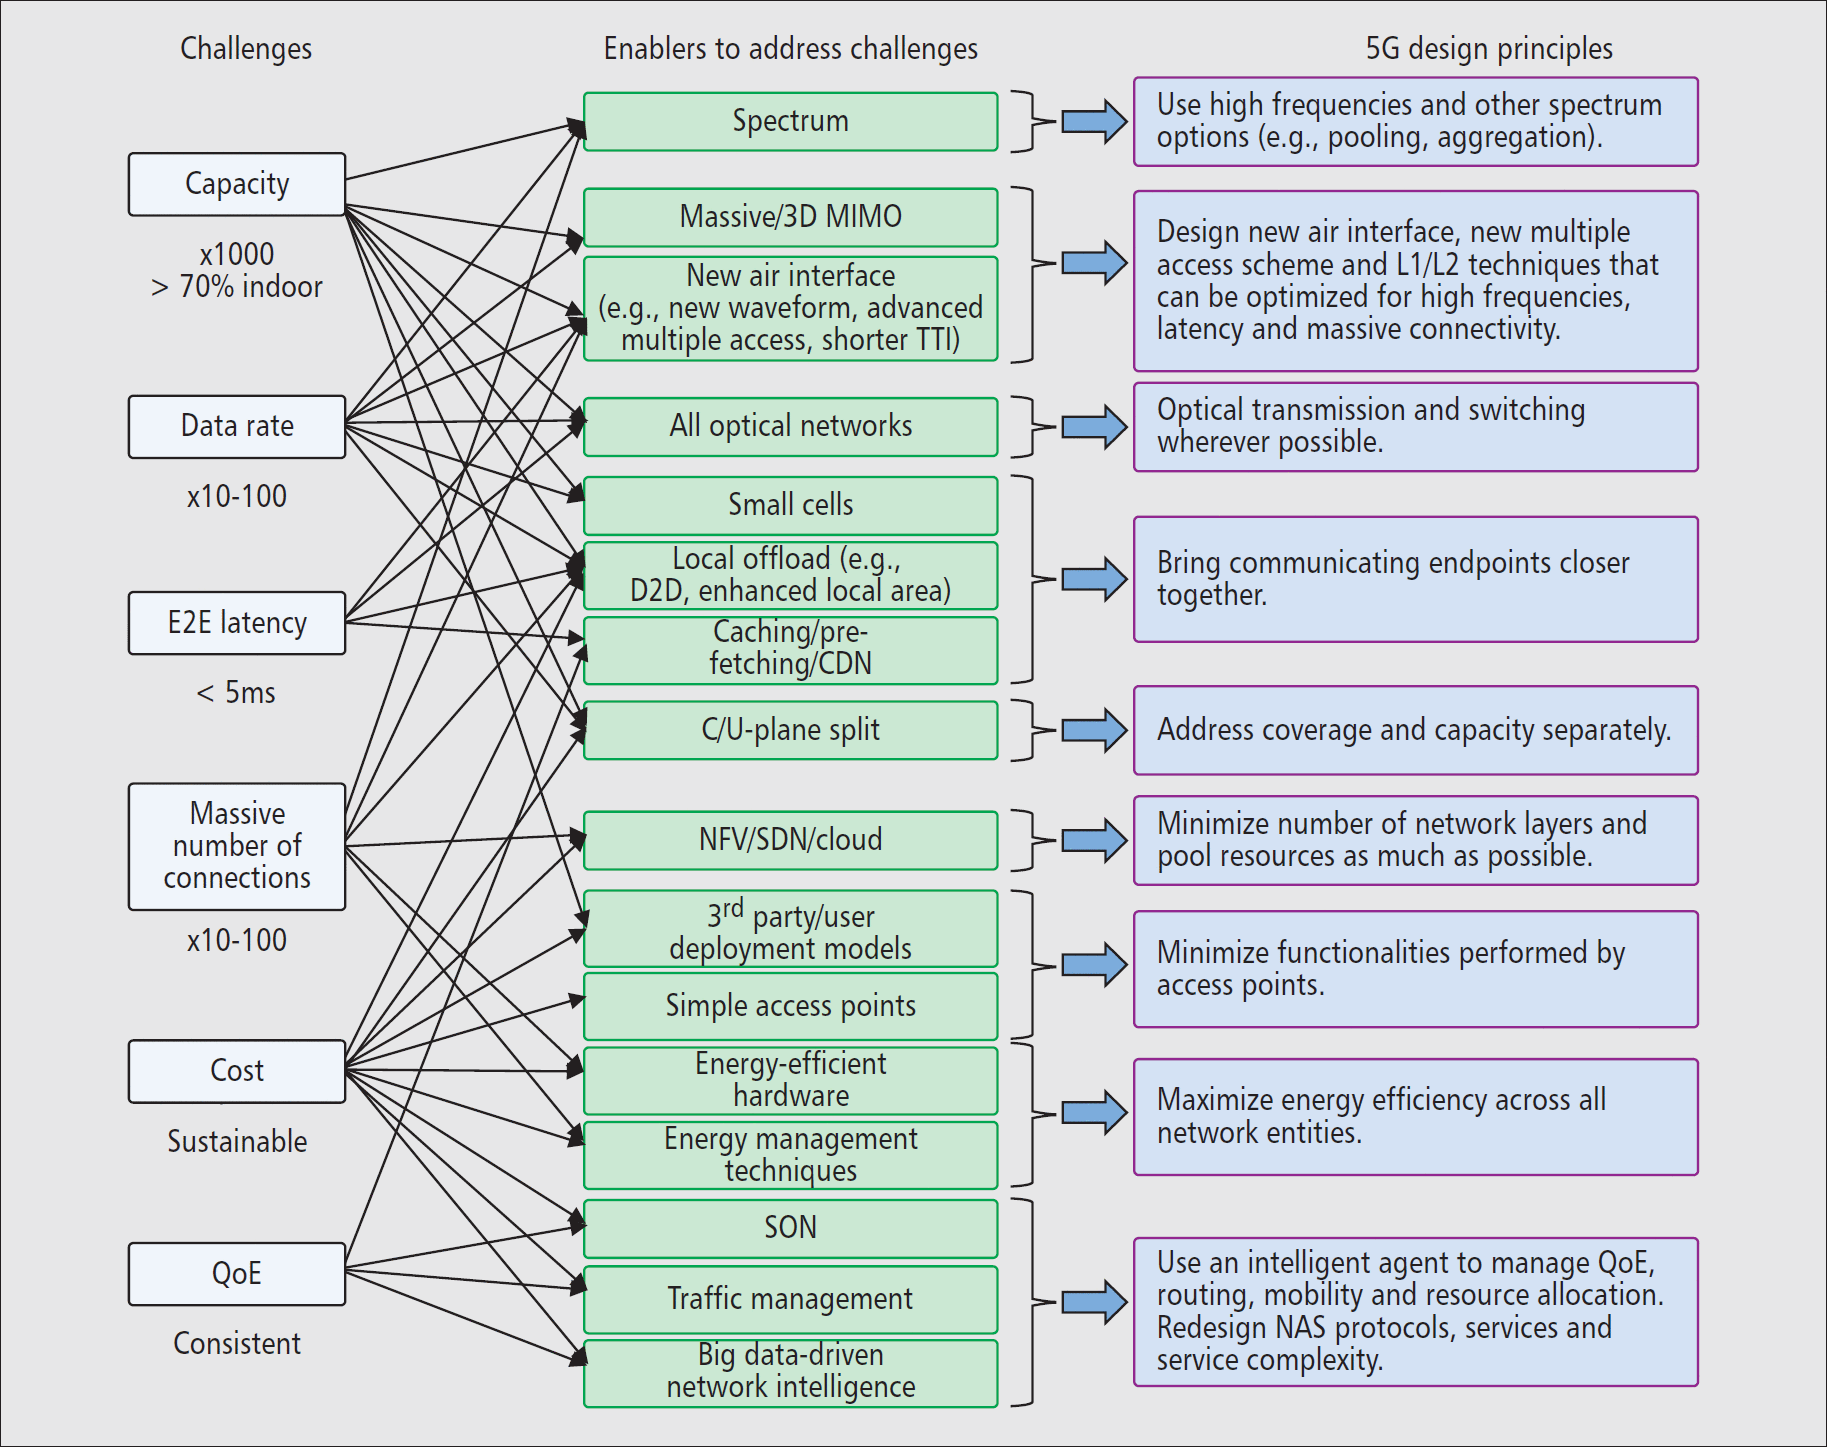 Challenges
Enablers to address challenges
5G design principles
Capacity
x1000
> 70% indoor
Data rate
x10-100
E2E latency
< 5ms
Massive
number of
connections
x10-100
Cost
Sustainable
QoE
Consistent
Spectrum
Massive/3D MIMO
New air interface
(e.g., new waveform, advanced
multiple access, shorter TTI)
All optical networks
Small cells
Local offload (e.g.,
D2D, enhanced local area)
Caching/pre-
fetching/CDN
C/U-plane split
NFV/SDN/cloud
3rd party/user
deployment models
Simple access points
Energy-efficient
hardware
Energy management
techniques
SON
Traffic management
Big data-driven
network intelligence
Use high frequencies and other spectrum
options (e.g., pooling, aggregation).
Design new air interface, new multiple
access scheme and L1/L2 techniques that
can be optimized for high frequencies,
latency and massive connectivity.
Optical transmission and switching
wherever possible.
Bring communicating endpoints closer
together.
Address coverage and capacity separately.
Minimize number of network layers and
pool resources as much as possible.
Minimize functionalities performed by
access points.
Maximize energy efficiency across all
network entities.
Use an intelligent agent to manage QoE,
routing, mobility and resource allocation.
Redesign NAS protocols, services and
service complexity.